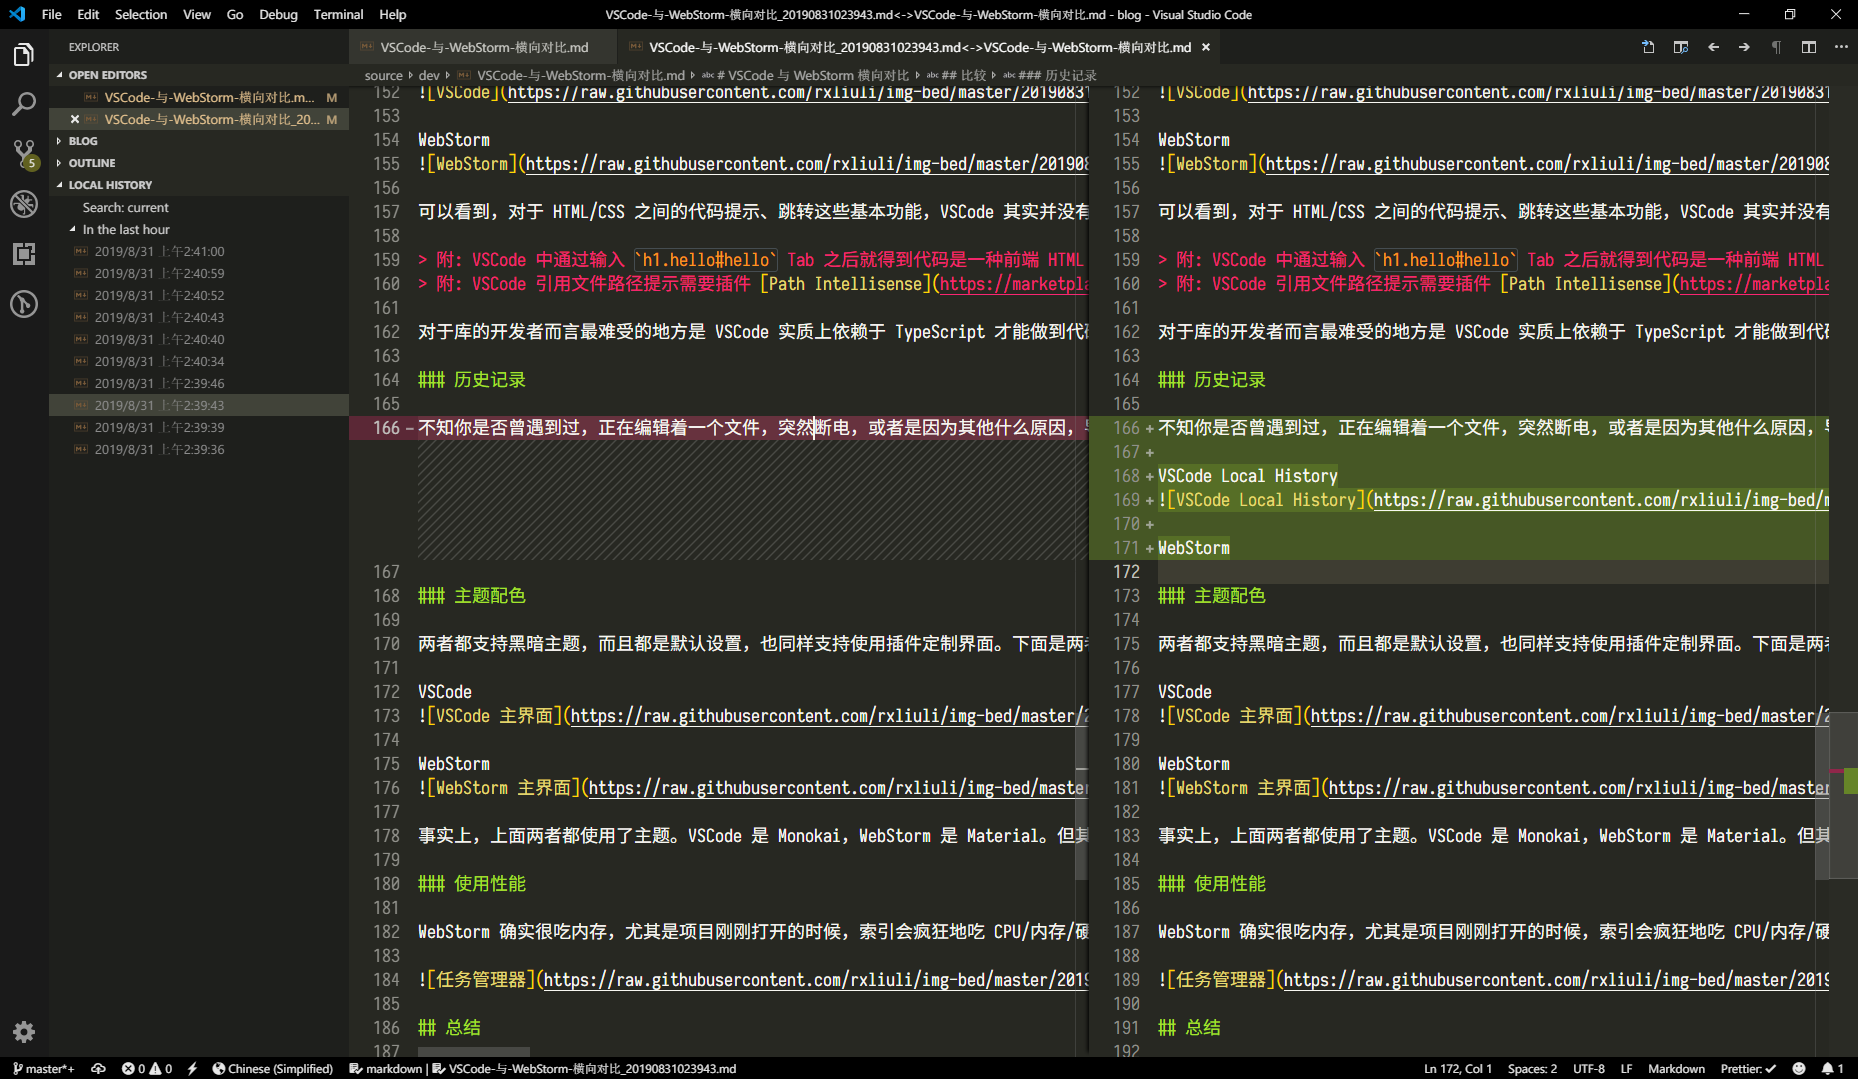 File Edit Selection View Go Debug Terminal Help
VSCode-与-WebStorm-横向对比_20190831023943.md<->VSCode-与-WebStorm-横向对比.md - blog - Visual Studio Code
EXPLORER
OPEN EDITORS
VSCode-与-WebStorm-横向对比.m... M
VSCode-与-WebStorm-横向对比_20... M
BLOG
OUTLINE
LOCAL HISTORY
Search: current
In the last hour
2019/8/31 上午2:41:00
2019/8/31 上午2:40:59
2019/8/31 上午2:40:52
2019/8/31 上午2:40:43
2019/8/31 上午2:40:40
2019/8/31 上午2:40:34
2019/8/31 上午2:39:46
2019/8/31 上午2:39:43
2019/8/31 上午2:39:39
2019/8/31 上午2:39:36
5
VSCode-与-WebStorm-横向对比.md
VSCode-与-WebStorm-横向对比_20190831023943.md<->VSCode-与-WebStorm-横向对比.md
source dev VSCode-与-WebStorm-横向对比.md abc # VSCode 与 WebStorm 横向对比 abc ## 比较 abc ### 历史记录
152 ![VSCode](https://raw.githubusercontent.com/rxliuli/img-bed/master/20190831
153
154 WebStorm
155 ![WebStorm](https://raw.githubusercontent.com/rxliuli/img-bed/master/201908
156
157 可以看到，对于 HTML/CSS 之间的代码提示、跳转这些基本功能，VSCode 其实并没有
158
159 > 附: VSCode 中通过输入 `h1.hello#hello` Tab 之后就得到代码是一种前端 HTML
160 > 附: VSCode 引用文件路径提示需要插件 [Path Intellisense](https://marketpla
161
162 对于库的开发者而言最难受的地方是 VSCode 实质上依赖于 TypeScript 才能做到代
163
164 ### 历史记录
165
166 - 不知你是否曾遇到过，正在编辑着一个文件，突然断电，或者是因为其他什么原因，
167
168 ### 主题配色
169
170 两者都支持黑暗主题，而且都是默认设置，也同样支持使用插件定制界面。下面是两
171
172 VSCode
173 ![VSCode 主界面](https://raw.githubusercontent.com/rxliuli/img-bed/master/2
174
175 WebStorm
176 ![WebStorm 主界面](https://raw.githubusercontent.com/rxliuli/img-bed/master
177
178 事实上，上面两者都使用了主题。VSCode 是 Monokai，WebStorm 是 Material。但其
179
180 ### 使用性能
181
182 WebStorm 确实很吃内存，尤其是项目刚刚打开的时候，索引会疯狂地吃 CPU/内存/硬
183
184 ![任务管理器](https://raw.githubusercontent.com/rxliuli/img-bed/master/2019
185
186 ## 总结
187
152 ![VSCode](https://raw.githubusercontent.com/rxliuli/img-bed/master/20190831
153
154 WebStorm
155 ![WebStorm](https://raw.githubusercontent.com/rxliuli/img-bed/master/201908
156
157 可以看到，对于 HTML/CSS 之间的代码提示、跳转这些基本功能，VSCode 其实并没有
158
159 > 附: VSCode 中通过输入 `h1.hello#hello` Tab 之后就得到代码是一种前端 HTML
160 > 附: VSCode 引用文件路径提示需要插件 [Path Intellisense](https://marketpla
161
162 对于库的开发者而言最难受的地方是 VSCode 实质上依赖于 TypeScript 才能做到代
163
164 ### 历史记录
165
166 + 不知你是否曾遇到过，正在编辑着一个文件，突然断电，或者是因为其他什么原因，
167 +
168 + VSCode Local History
169 + ![VSCode Local History](https://raw.githubusercontent.com/rxliuli/img-bed/m
170 +
171 + WebStorm
172
173 ### 主题配色
174
175 两者都支持黑暗主题，而且都是默认设置，也同样支持使用插件定制界面。下面是两
176
177 VSCode
178 ![VSCode 主界面](https://raw.githubusercontent.com/rxliuli/img-bed/master/2
179
180 WebStorm
181 ![WebStorm 主界面](https://raw.githubusercontent.com/rxliuli/img-bed/master
182
183 事实上，上面两者都使用了主题。VSCode 是 Monokai，WebStorm 是 Material。但其
184
185 ### 使用性能
186
187 WebStorm 确实很吃内存，尤其是项目刚刚打开的时候，索引会疯狂地吃 CPU/内存/硬
188
189 ![任务管理器](https://raw.githubusercontent.com/rxliuli/img-bed/master/2019
190
191 ## 总结
192
master*+ 0 0 Chinese (Simplified) markdown | VSCode-与-WebStorm-横向对比_20190831023943.md Ln 172, Col 1 Spaces: 2 UTF-8 LF Markdown Prettier: ✓ 1